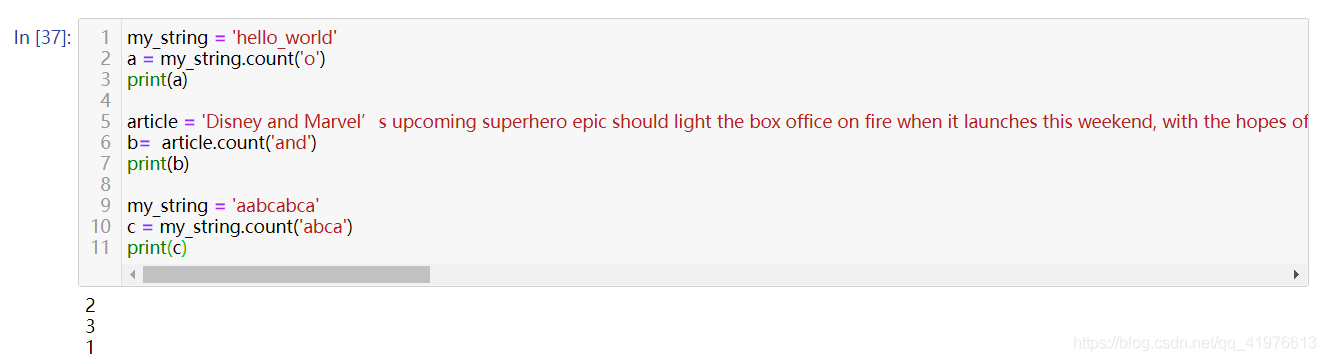 In [37]:
1 my_string = 'hello_world'
2 a = my_string.count('o')
3 print(a)
4
5 article = 'Disney and Marvel’s upcoming superhero epic should light the box office on fire when it launches this weekend, with the hopes of
6 b=  article.count('and')
7 print(b)
8
9 my_string = 'aabcabca'
10 c = my_string.count('abca')
11 print(c)
2
3
1
https://blog.csdn.net/qq_41976613